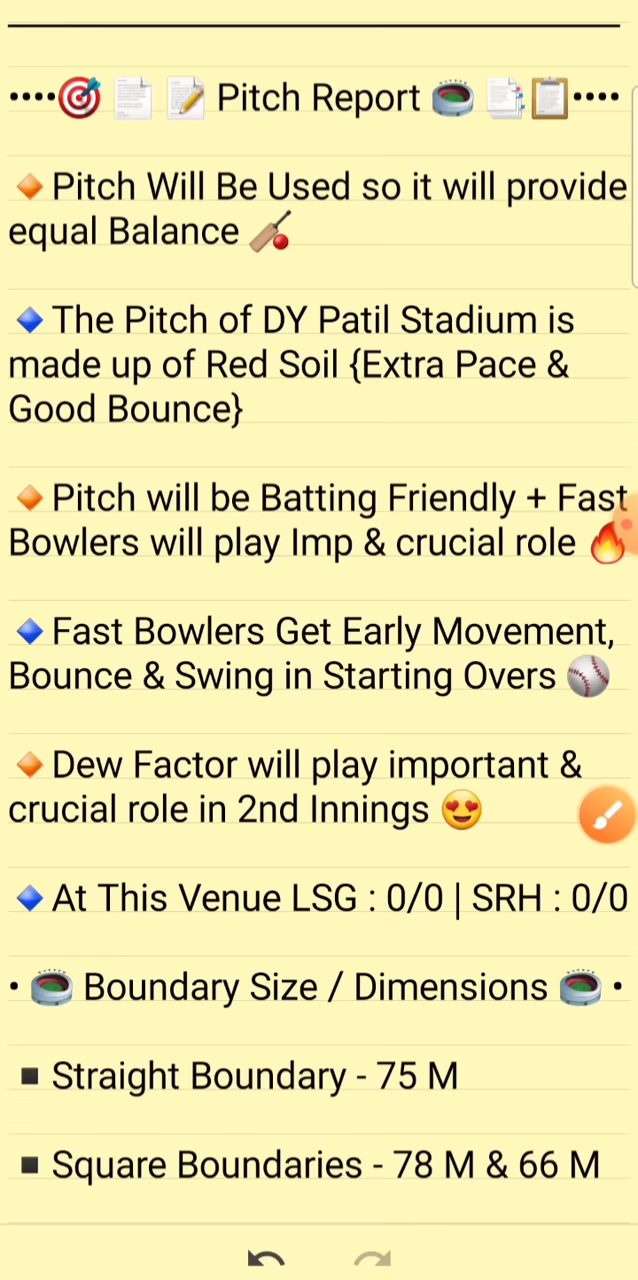 ••••🎯 📄 📝 Pitch Report 🏟️ 📑📋••••
🔸Pitch Will Be Used so it will provide
equal Balance 🏏
🔹The Pitch of DY Patil Stadium is
made up of Red Soil {Extra Pace &
Good Bounce}
🔸Pitch will be Batting Friendly + Fast
Bowlers will play Imp & crucial role 🔥
🔹Fast Bowlers Get Early Movement,
Bounce & Swing in Starting Overs ⚾
🔸Dew Factor will play important &
crucial role in 2nd Innings 😍
🔹At This Venue LSG : 0/0 | SRH : 0/0
• 🏟️ Boundary Size / Dimensions 🏟️ •
▪️Straight Boundary - 75 M
▪️Square Boundaries - 78 M & 66 M